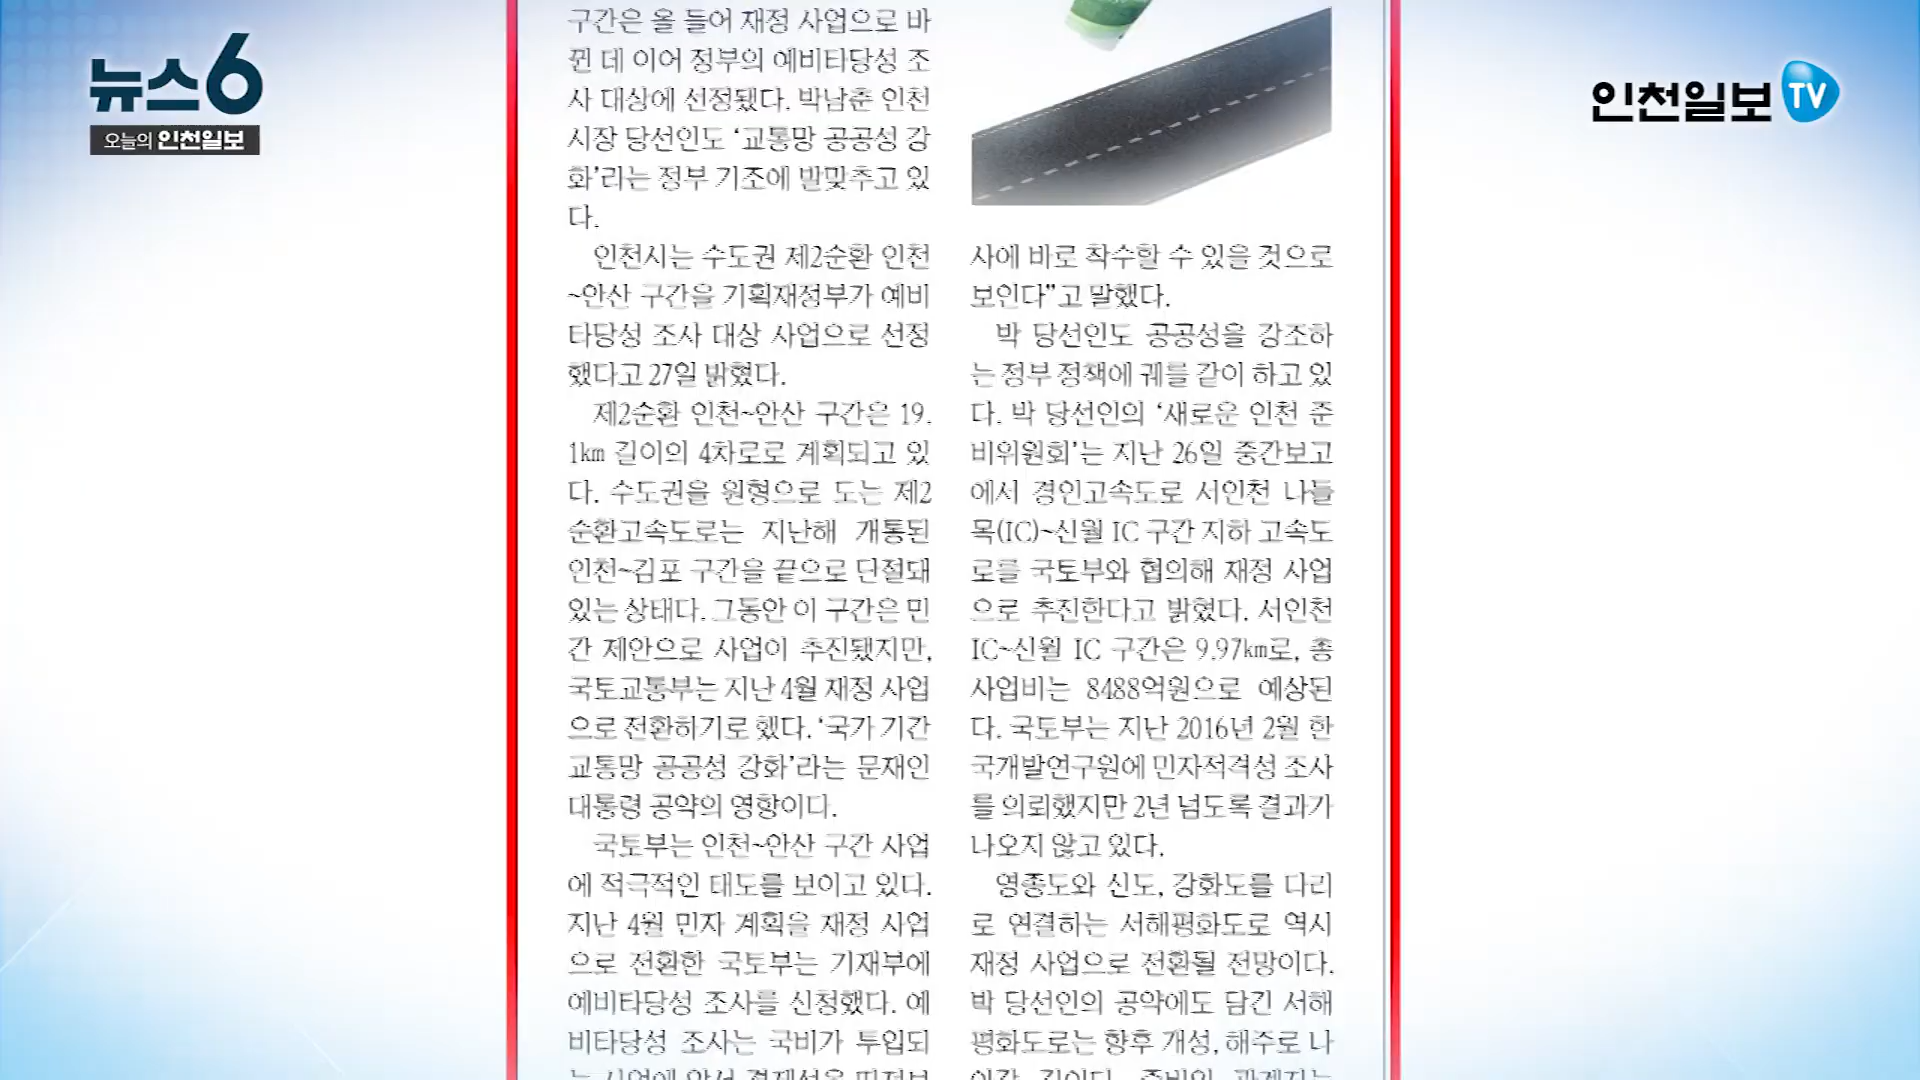 뉴스6
오늘의 인천일보
인천일보 TV
구간은 올 들어 재정 사업으로 바
뀐 데 이어 정부의 예비타당성 조
사 대상에 선정됐다. 박남춘 인천
시장 당선인도 ‘교통망 공공성 강
화’라는 정부 기조에 발맞추고 있
다.
인천시는 수도권 제2순환 인천
~안산 구간을 기획재정부가 예비
타당성 조사 대상 사업으로 선정
했다고 27일 밝혔다.
제2순환 인천~안산 구간은 19.
1km 길이의 4차로로 계획되고 있
다. 수도권을 원형으로 도는 제2
순환고속도로는 지난해 개통된
인천~김포 구간을 끝으로 단절돼
있는 상태다. 그동안 이 구간은 민
간 제안으로 사업이 추진됐지만,
국토교통부는 지난 4월 재정 사업
으로 전환하기로 했다. ‘국가 기간
교통망 공공성 강화’라는 문재인
대통령 공약의 영향이다.
국토부는 인천~안산 구간 사업
에 적극적인 태도를 보이고 있다.
지난 4월 민자 계획을 재정 사업
으로 전환한 국토부는 기재부에
예비타당성 조사를 신청했다. 예
비타당성 조사는 국비가 투입되
는 사업에 앞서 경제성을 따져보
사에 바로 착수할 수 있을 것으로
보인다”고 말했다.
박 당선인도 공공성을 강조하
는 정부 정책에 궤를 같이 하고 있
다. 박 당선인의 ‘새로운 인천 준
비위원회’는 지난 26일 중간보고
에서 경인고속도로 서인천 나들
목(IC)~신월 IC 구간 지하 고속도
로를 국토부와 협의해 재정 사업
으로 추진한다고 밝혔다. 서인천
IC~신월 IC 구간은 9.97km로, 총
사업비는 8488억원으로 예상된
다. 국토부는 지난 2016년 2월 한
국개발연구원에 민자적격성 조사
를 의뢰했지만 2년 넘도록 결과가
나오지 않고 있다.
영종도와 신도, 강화도를 다리
로 연결하는 서해평화도로 역시
재정 사업으로 전환될 전망이다.
박 당선인의 공약에도 담긴 서해
평화도로는 향후 개성, 해주로 나
아갈 길이다. 준비위 관계자는